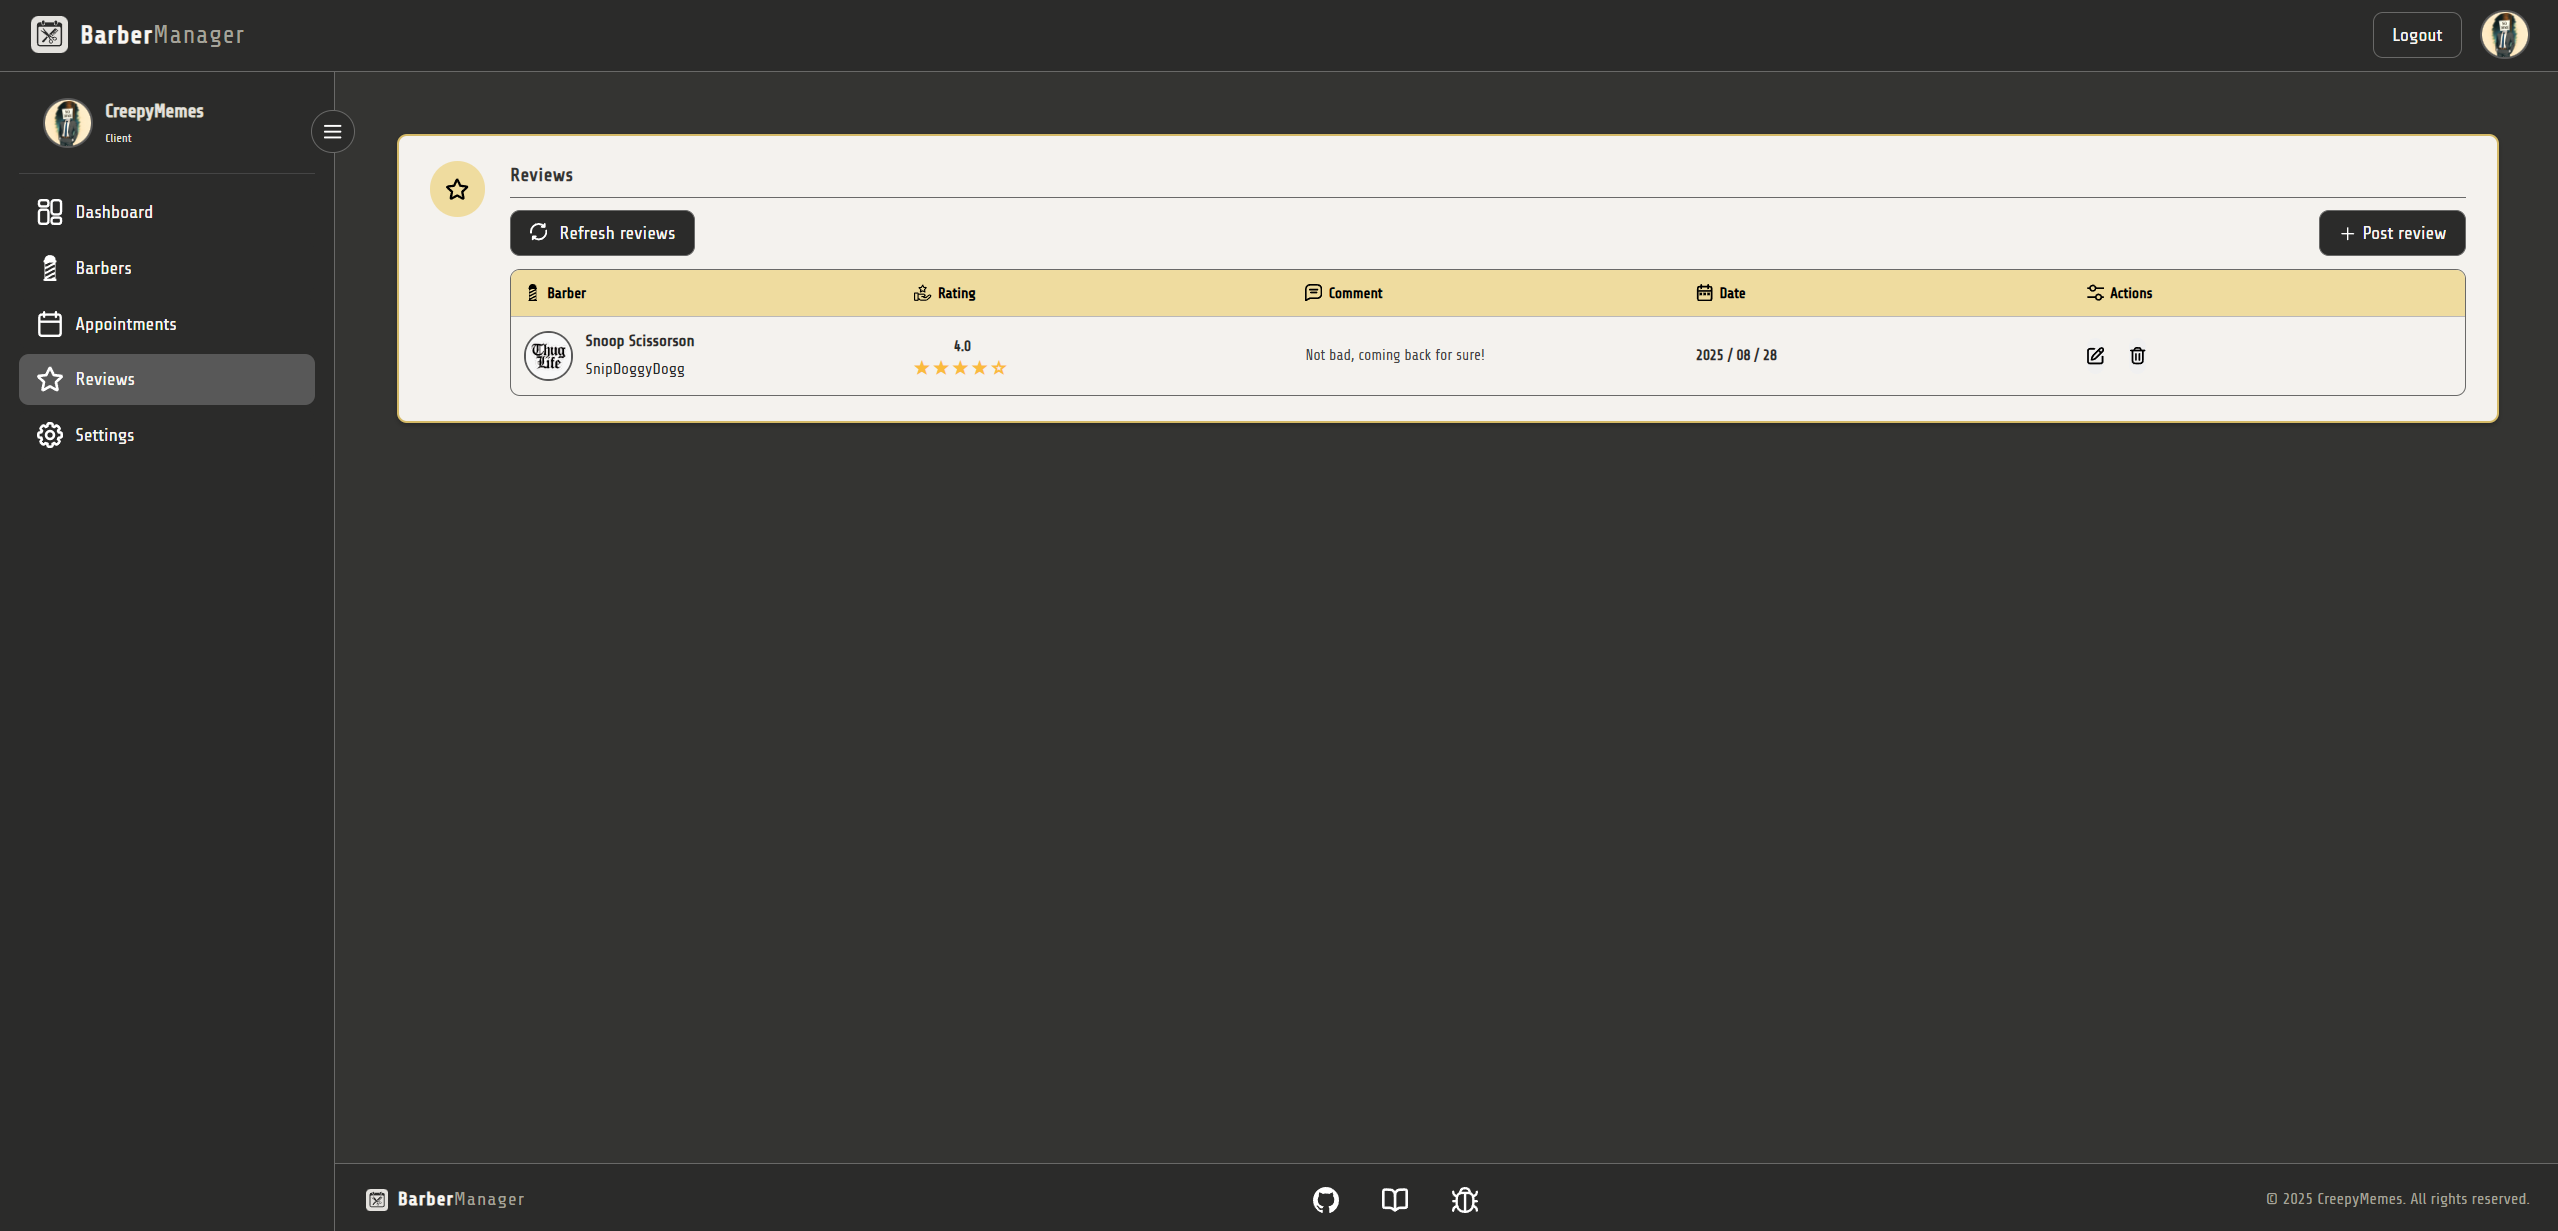 BarberManager
Logout
CreepyMemes
Client
Dashboard
Barbers
Appointments
Reviews
Settings
Reviews
Refresh reviews
Post review
Barber Rating Comment Date Actions
Thug Life
Snoop Scissorson
SnipDoggyDogg
4.0
Not bad, coming back for sure!
2025 / 08 / 28
BarberManager
© 2025 CreepyMemes. All rights reserved.